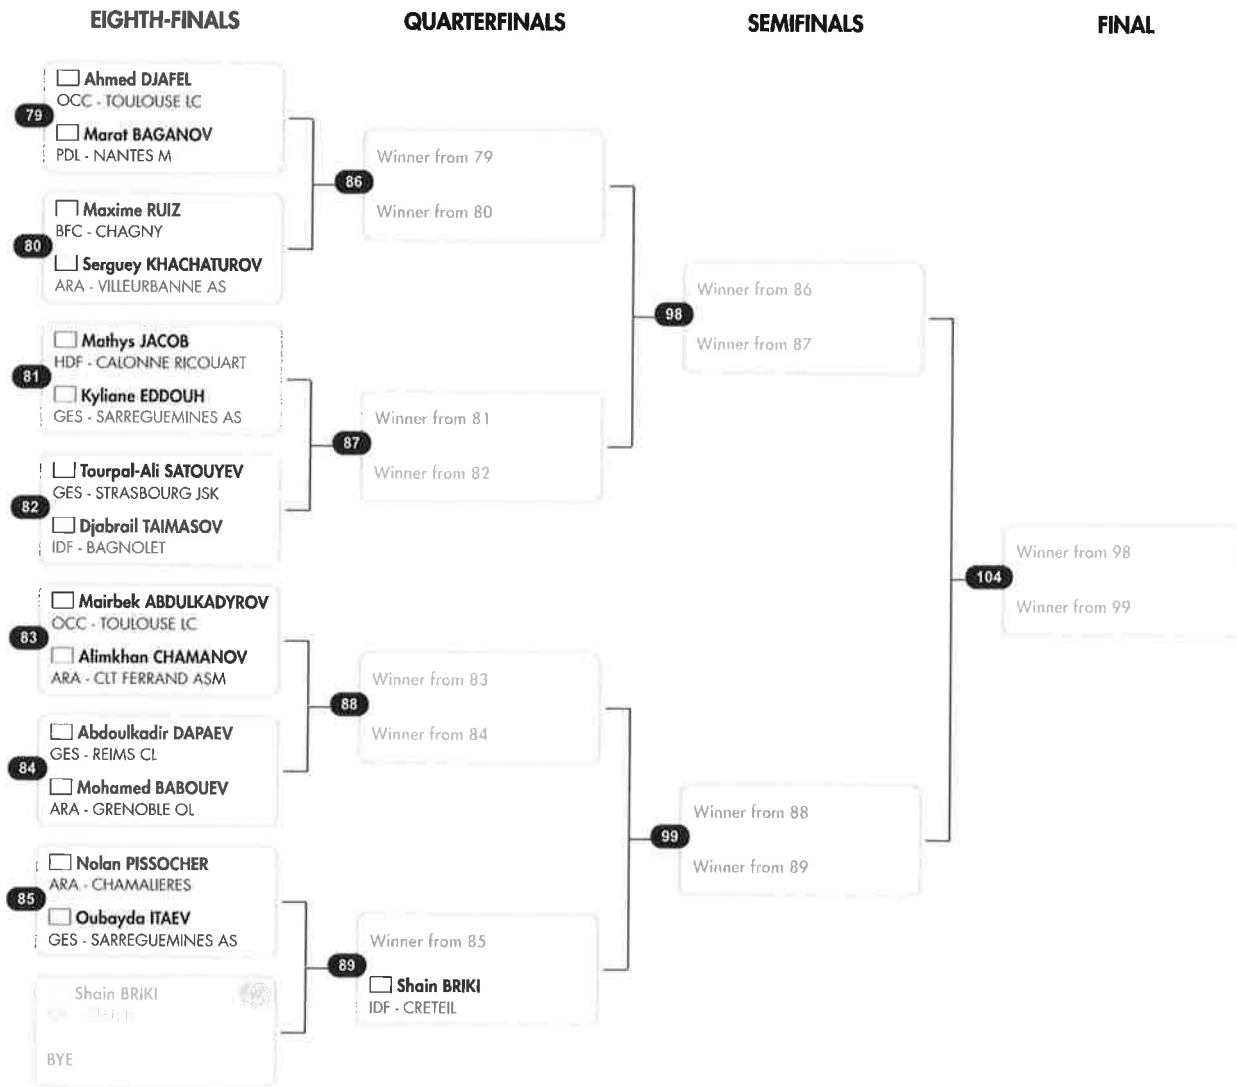 EIGHTH-FINALS
QUARTERFINALS
SEMIFINALS
FINAL
Ahmed DJAFEL
OCC - TOULOUSE LC
79
Marat BAGANOV
PDL - NANTES M
Maxime RUIZ
BFC - CHAGNY
80
Serguey KHACHATUROV
ARA - VILLEURBANNE AS
Mathys JACOB
HDF - CALONNE RICOUART
81
Kyliane EDDOUH
GES - SARREGUEMINES AS
Tourpal-Ali SATOUYEV
GES - STRASBOURG JSK
82
Djabrail TAIMASOV
IDF - BAGNOLET
Mairbek ABDULKADYROV
OCC - TOULOUSE LC
83
Alimkhan CHAMANOV
ARA - CLT FERRAND ASM
Abdoulkadir DAPAEV
GES - REIMS CL
84
Mohamed BABOUEV
ARA - GRENOBLE OL
Nolan PISSOCHER
ARA - CHAMALIERES
85
Oubayda ITAEV
GES - SARREGUEMINES AS
Shain BRIKI
BYE
Winner from 79
86
Winner from 80
Winner from 81
87
Winner from 82
Winner from 83
88
Winner from 84
Winner from 85
89
Shain BRIKI
IDF - CRETEIL
Winner from 86
98
Winner from 87
Winner from 88
99
Winner from 89
Winner from 98
104
Winner from 99